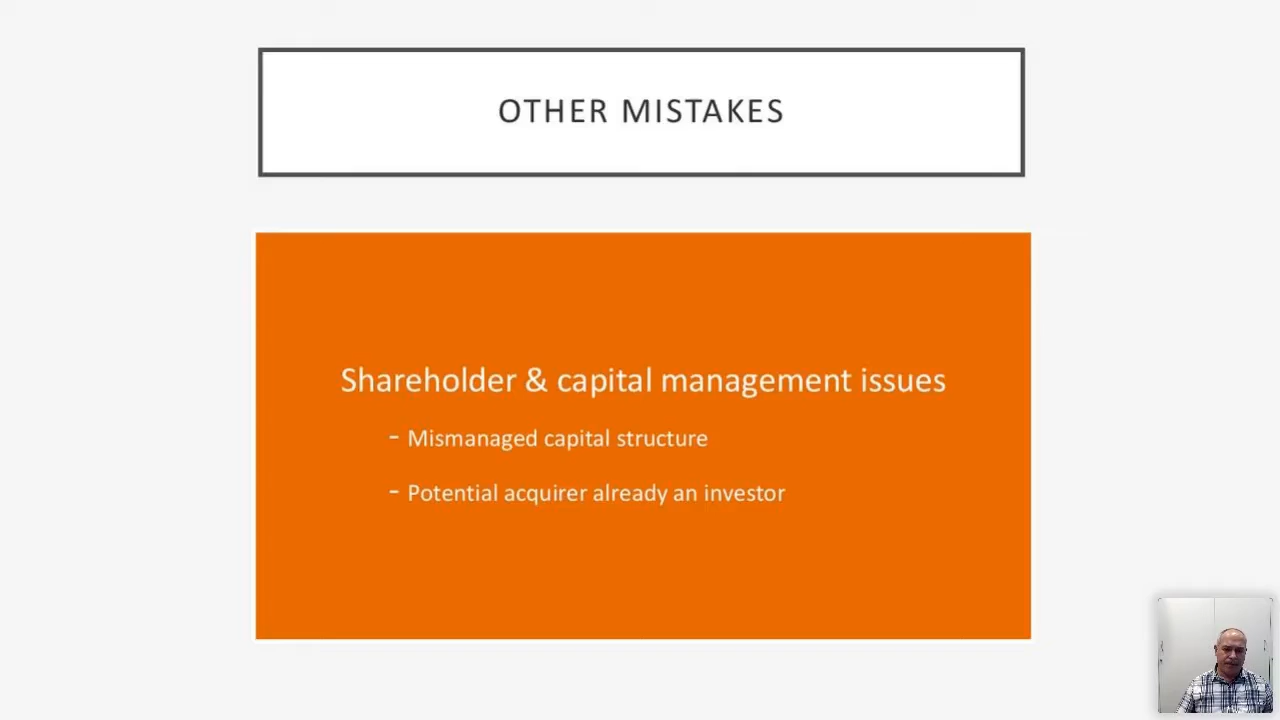 OTHER MISTAKES
Shareholder & capital management issues
- Mismanaged capital structure
- Potential acquirer already an investor